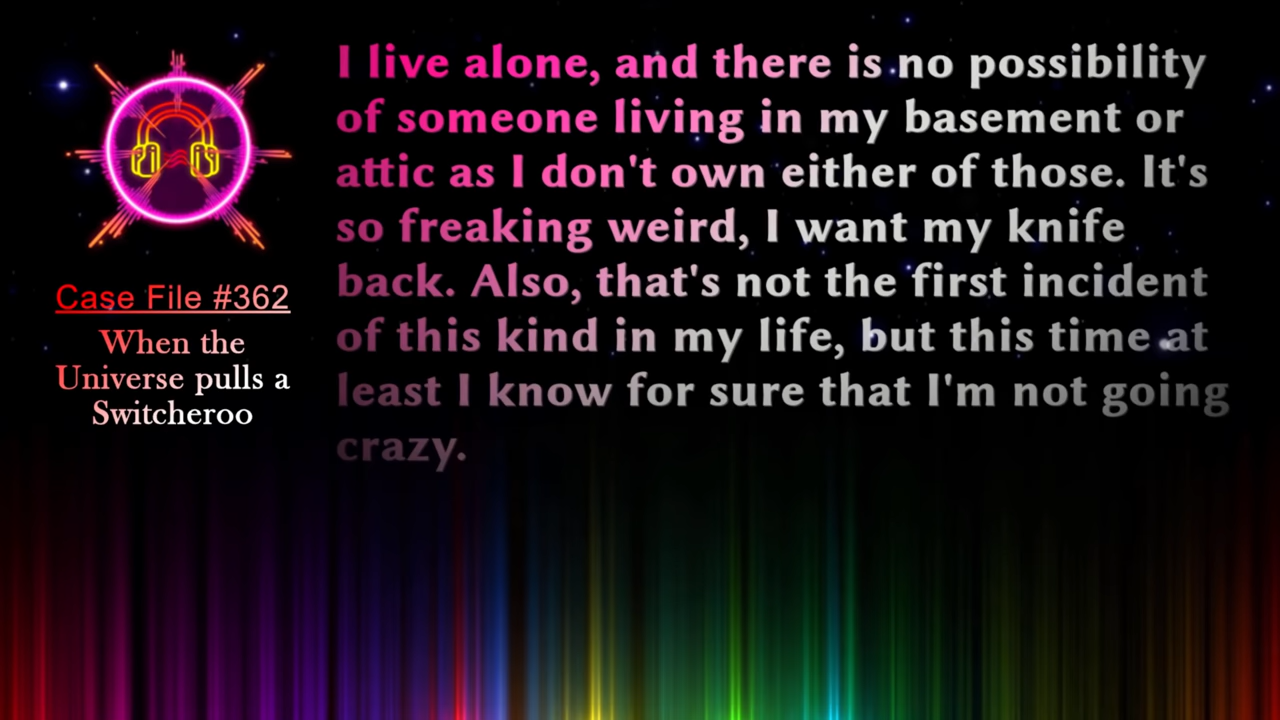 Case File #362
When the
Universe pulls a
Switcheroo
I live alone, and there is no possibility
of someone living in my basement or
attic as I don't own either of those. It's
so freaking weird, I want my knife
back. Also, that's not the first incident
of this kind in my life, but this time at
least I know for sure that I'm not going
crazy.